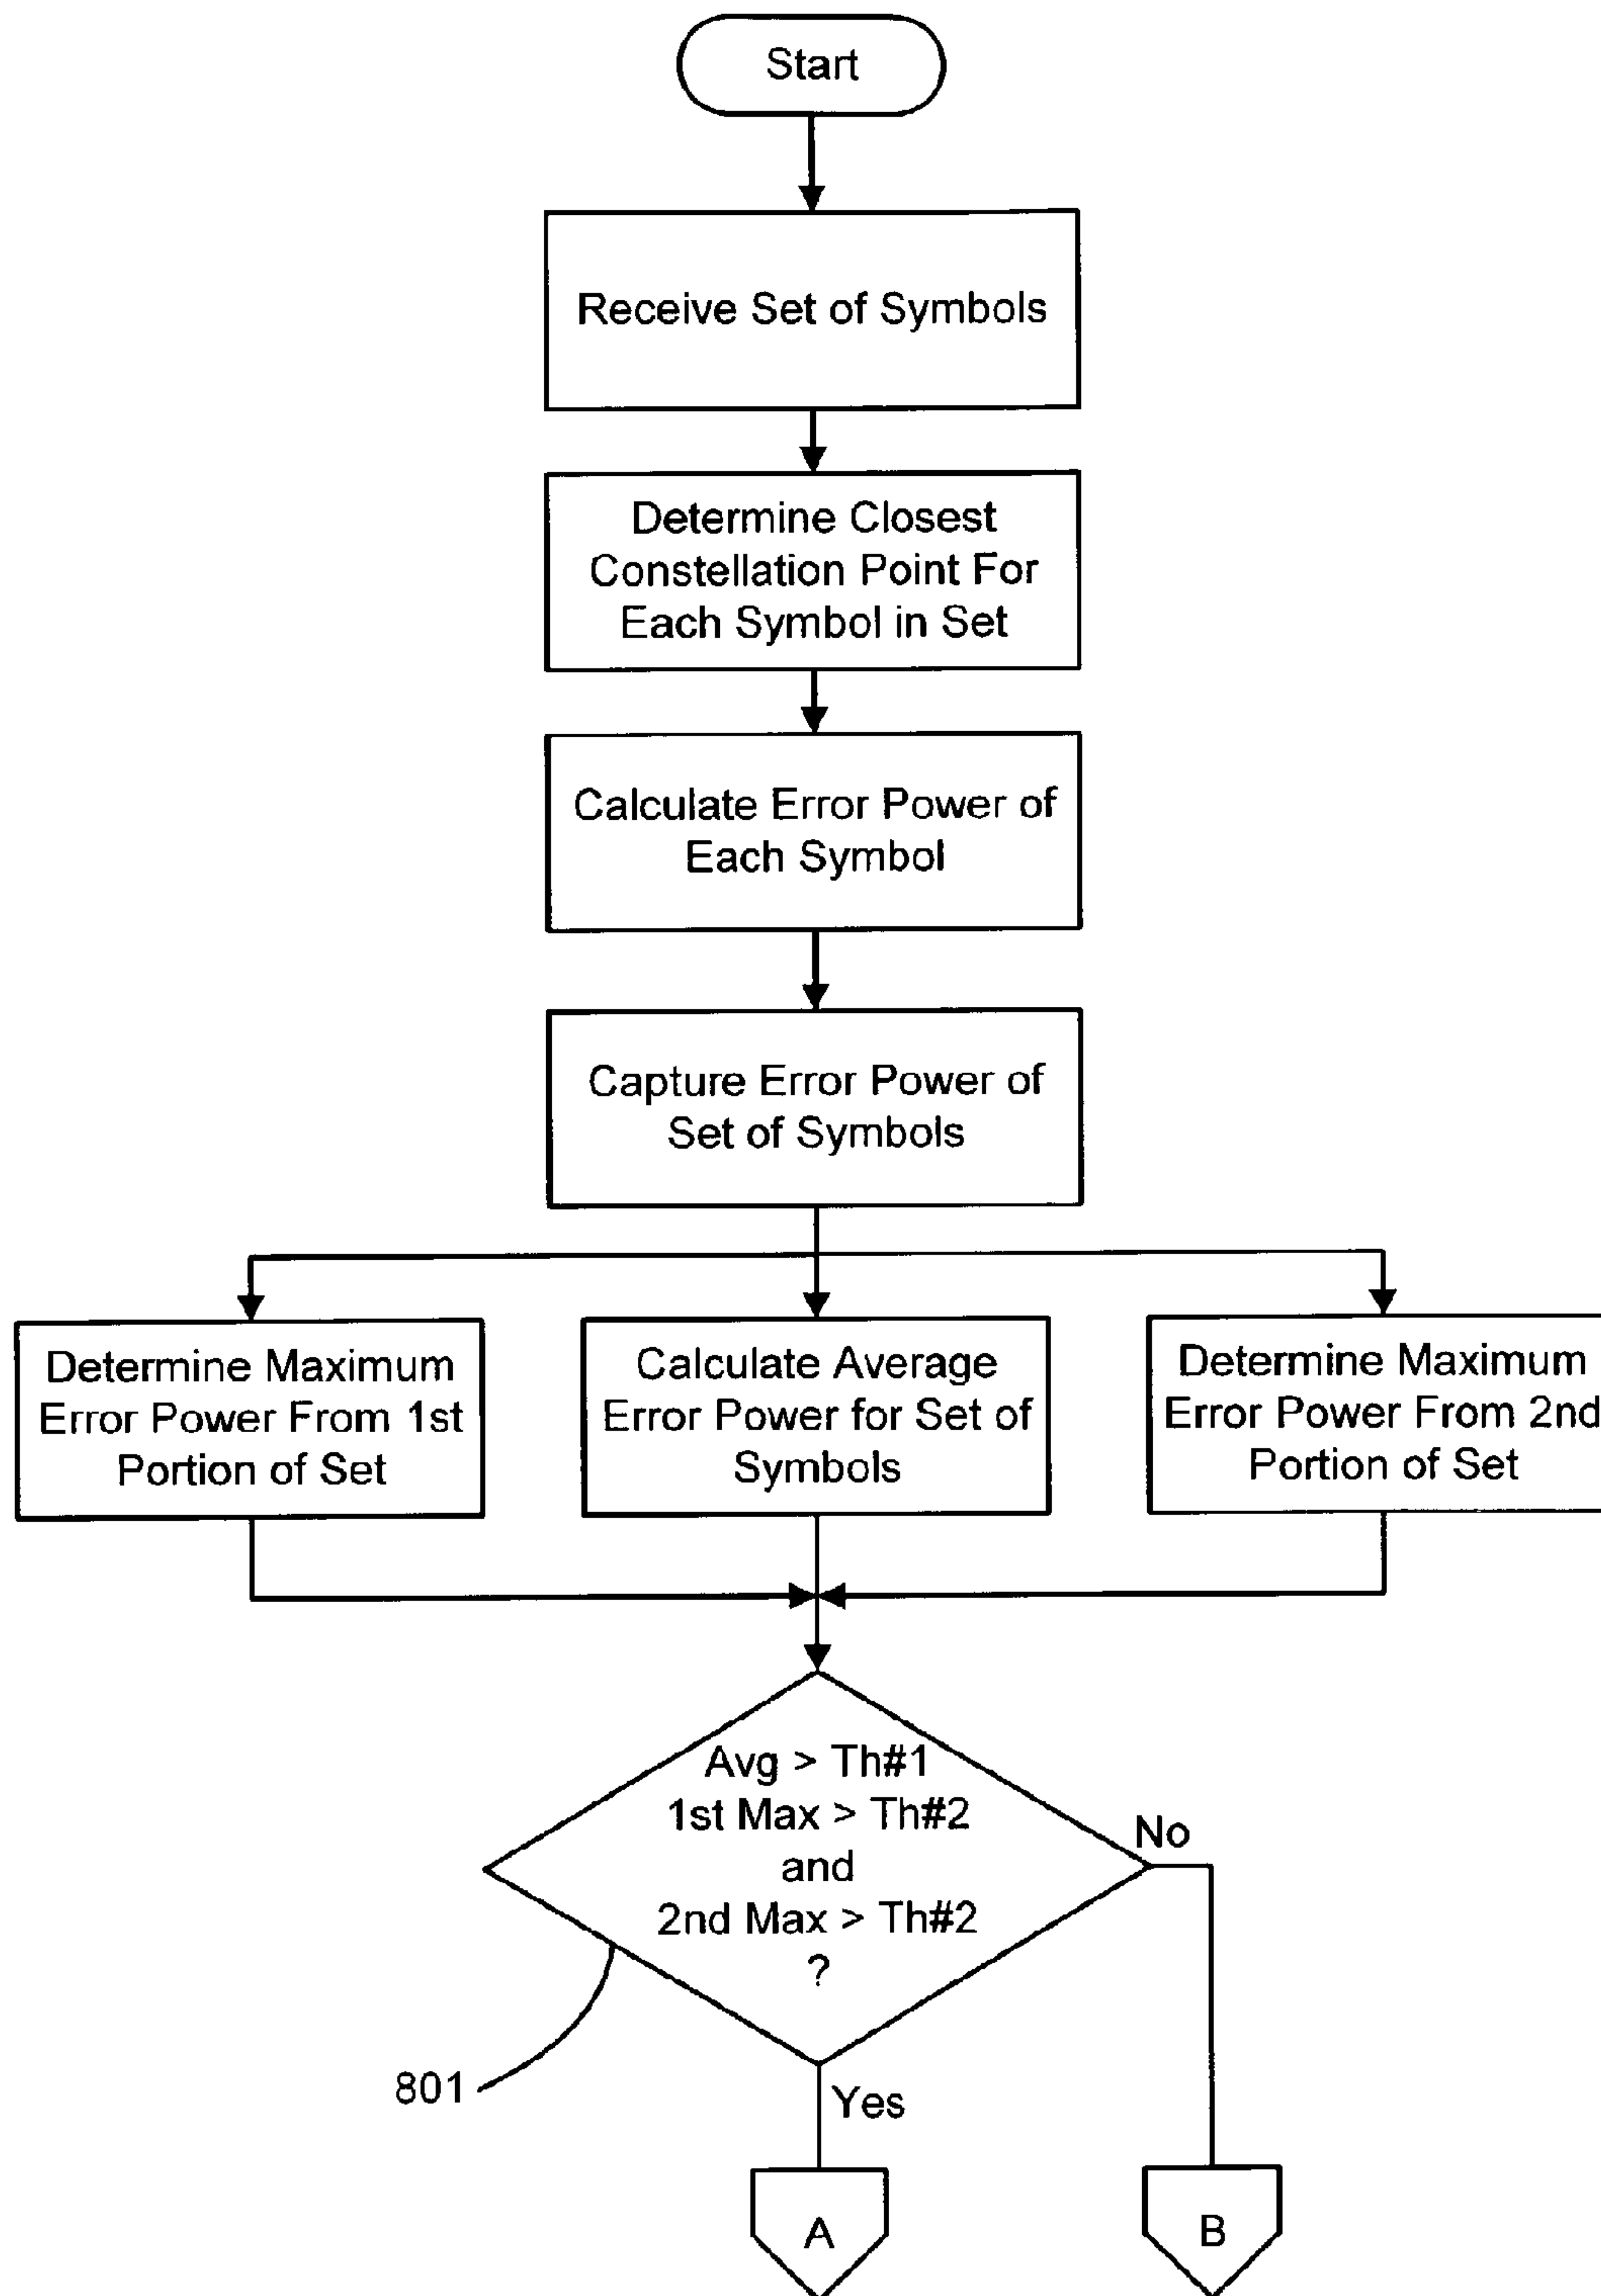 Start
Receive Set of Symbols
Determine Closest
Constellation Point For
Each Symbol in Set
Calculate Error Power of
Each Symbol
Capture Error Power of
Set of Symbols
Determine Maximum
Error Power From 1st
Portion of Set
Calculate Average
Error Power for Set of
Symbols
Determine Maximum
Error Power From 2nd
Portion of Set
Avg > Th#1
1st Max > Th#2
and
2nd Max > Th#2
?
No
801
Yes
A
B